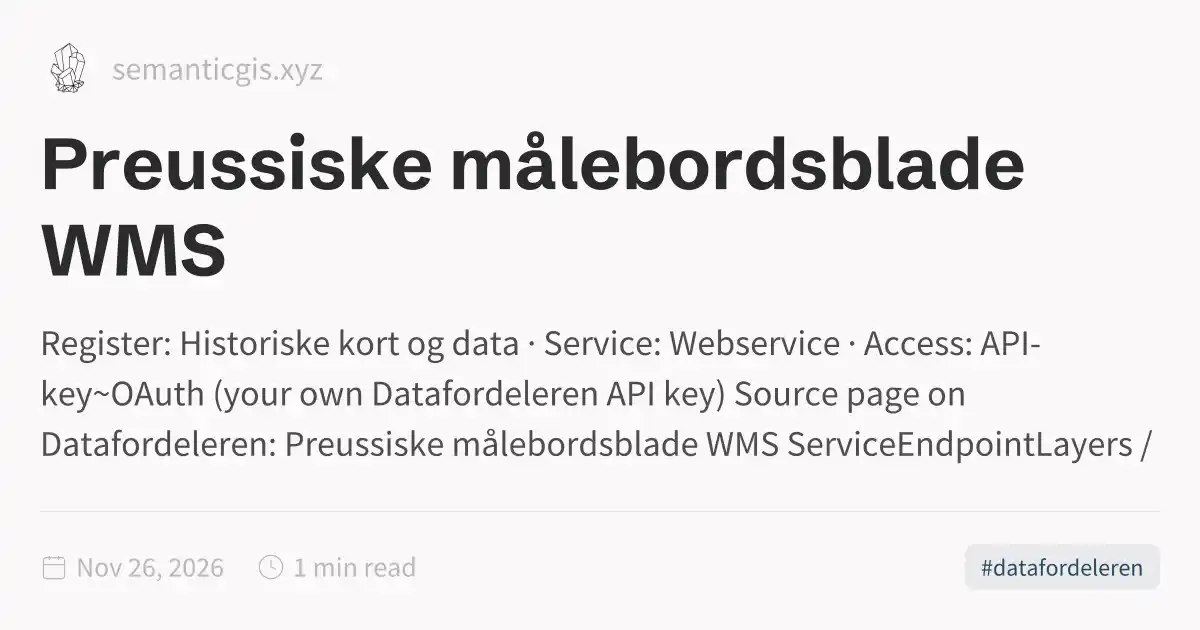 semanticgis.xyz
Preussiske målebordsblade
WMS
Register: Historiske kort og data · Service: Webservice · Access: API-
key~OAuth (your own Datafordeleren API key) Source page on
Datafordeleren: Preussiske målebordsblade WMS ServiceEndpointLayers /
Nov 26, 2026 1 min read #datafordeleren